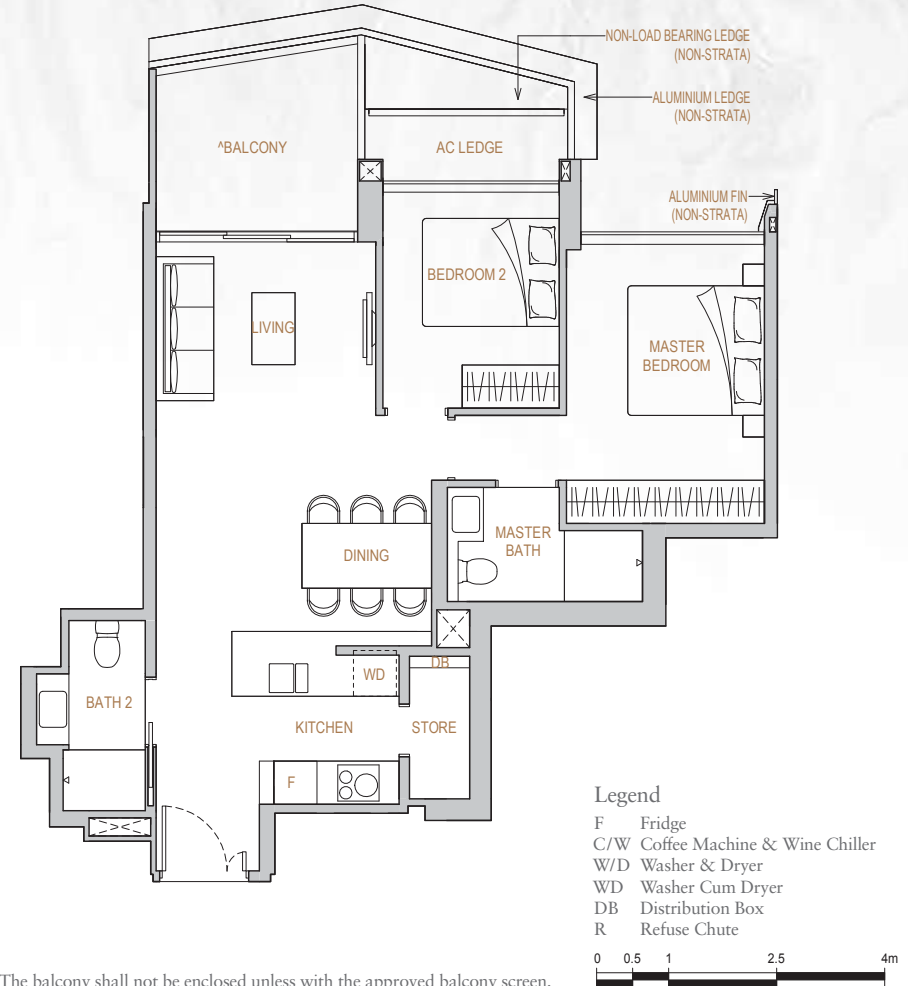 NON-LOAD BEARING LEDGE
(NON-STRATA)
ALUMINIUM LEDGE
(NON-STRATA)
^BALCONY
AC LEDGE
ALUMINIUM FIN
(NON-STRATA)
BEDROOM 2
LIVING
MASTER
BEDROOM
MASTER
BATH
DINING
DB
WD
BATH 2
KITCHEN
STORE
F
Legend
F Fridge
C/W Coffee Machine & Wine Chiller
W/D Washer & Dryer
WD Washer Cum Dryer
DB Distribution Box
R Refuse Chute
0 0.5 1 2.5 4m
The balcony shall not be enclosed unless with the approved balcony screen.